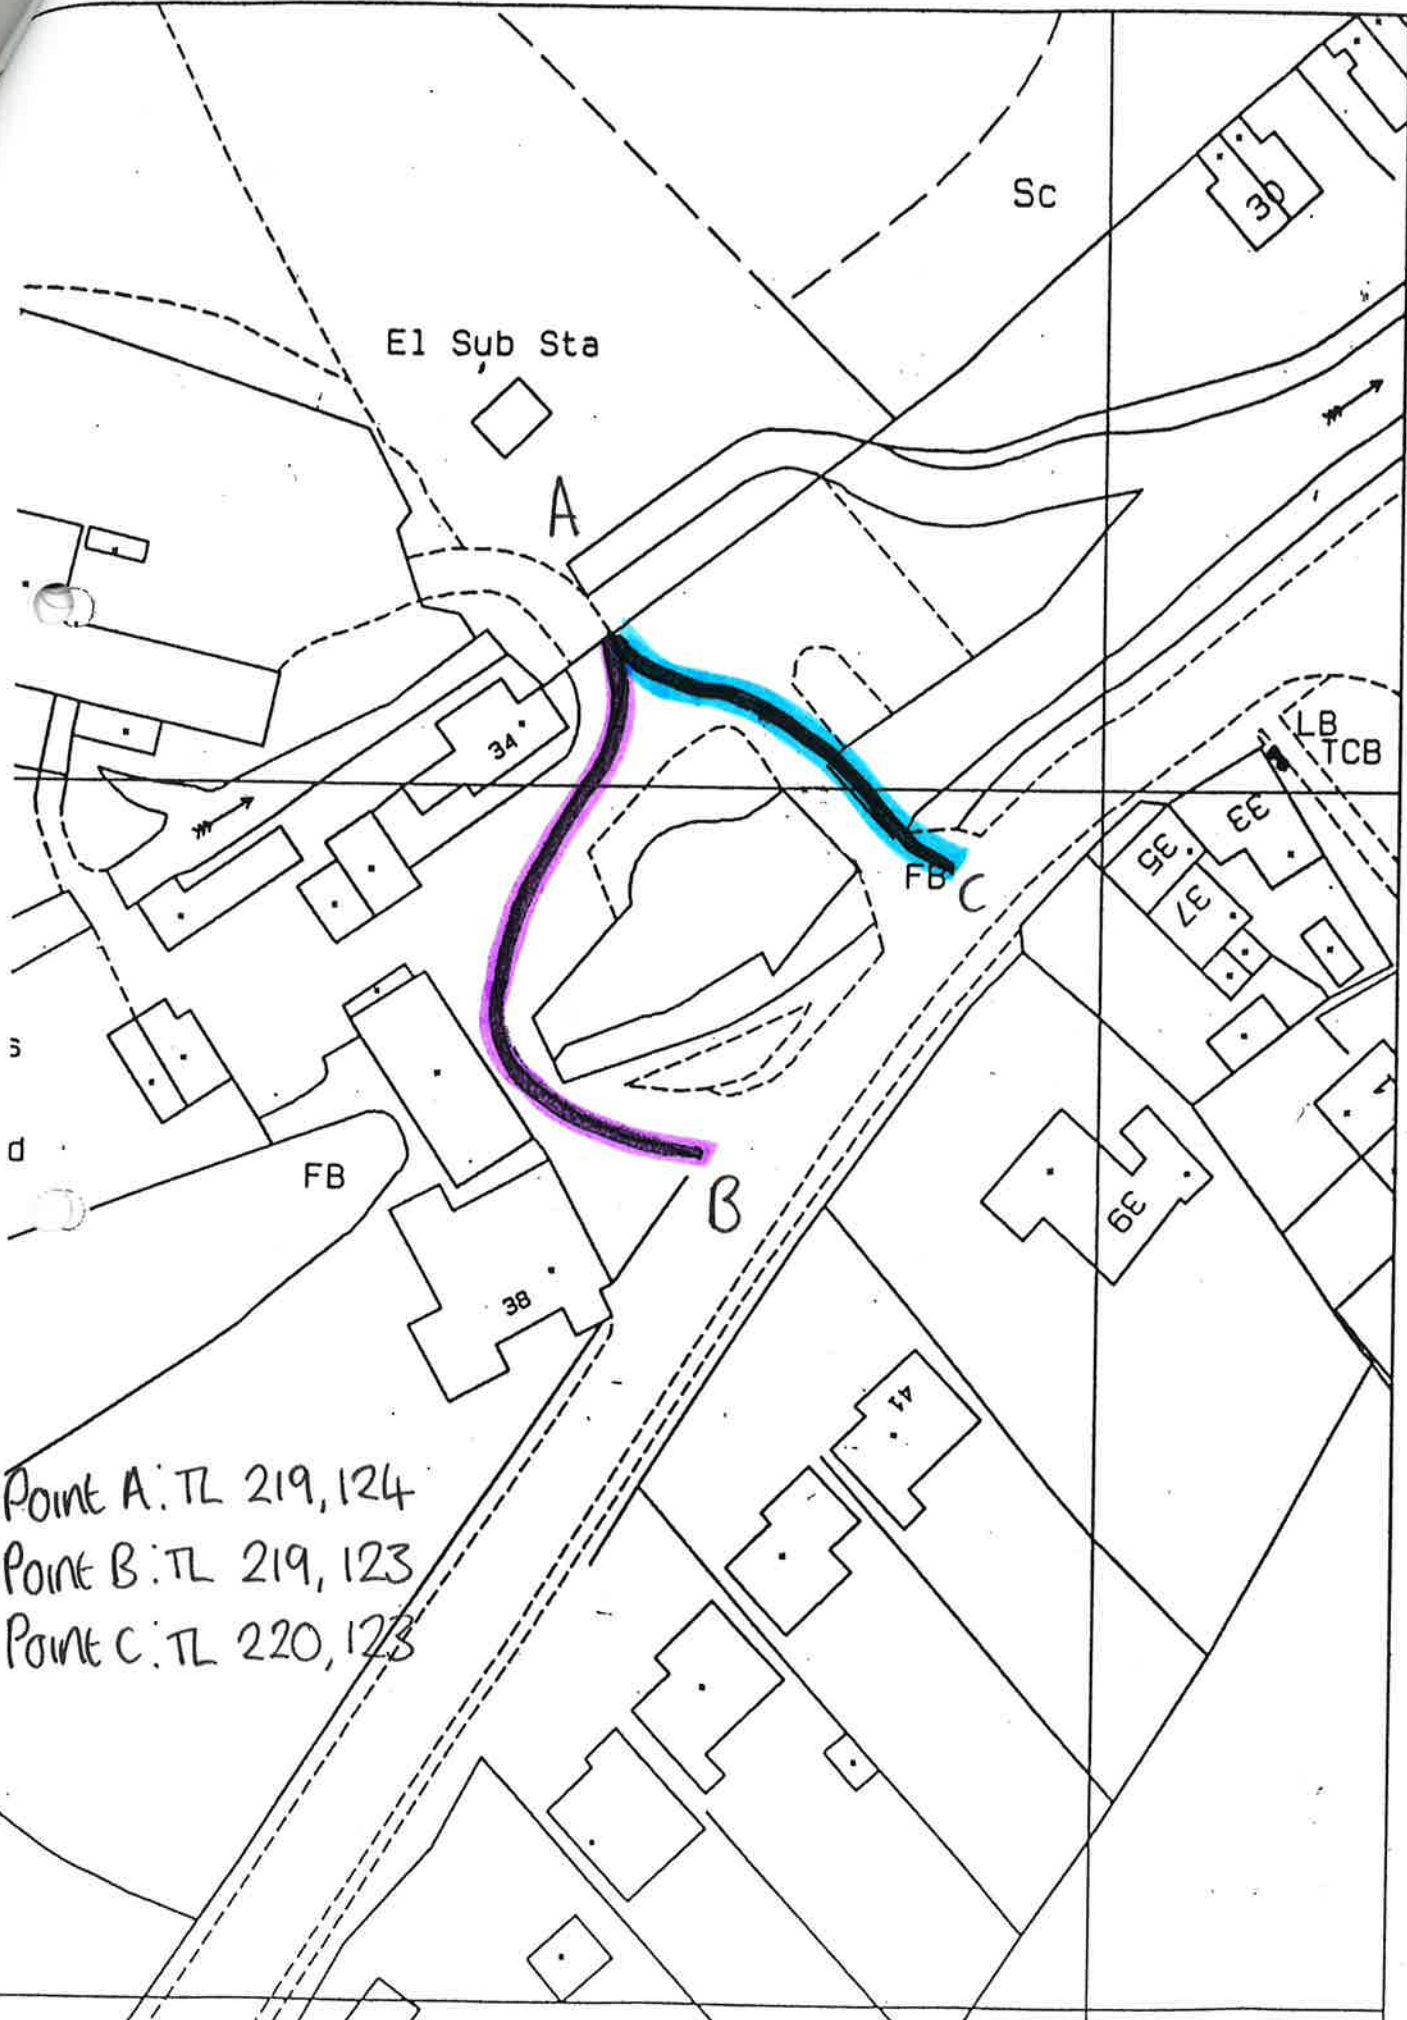 Sc
30
El Sub Sta
A
LB
TCB
34
33
35
FB
C
37
s
d
FB
B
39
38
41
1
Point A: TL 219, 124
Point B: TL 219, 123
Point C: TL 220, 123